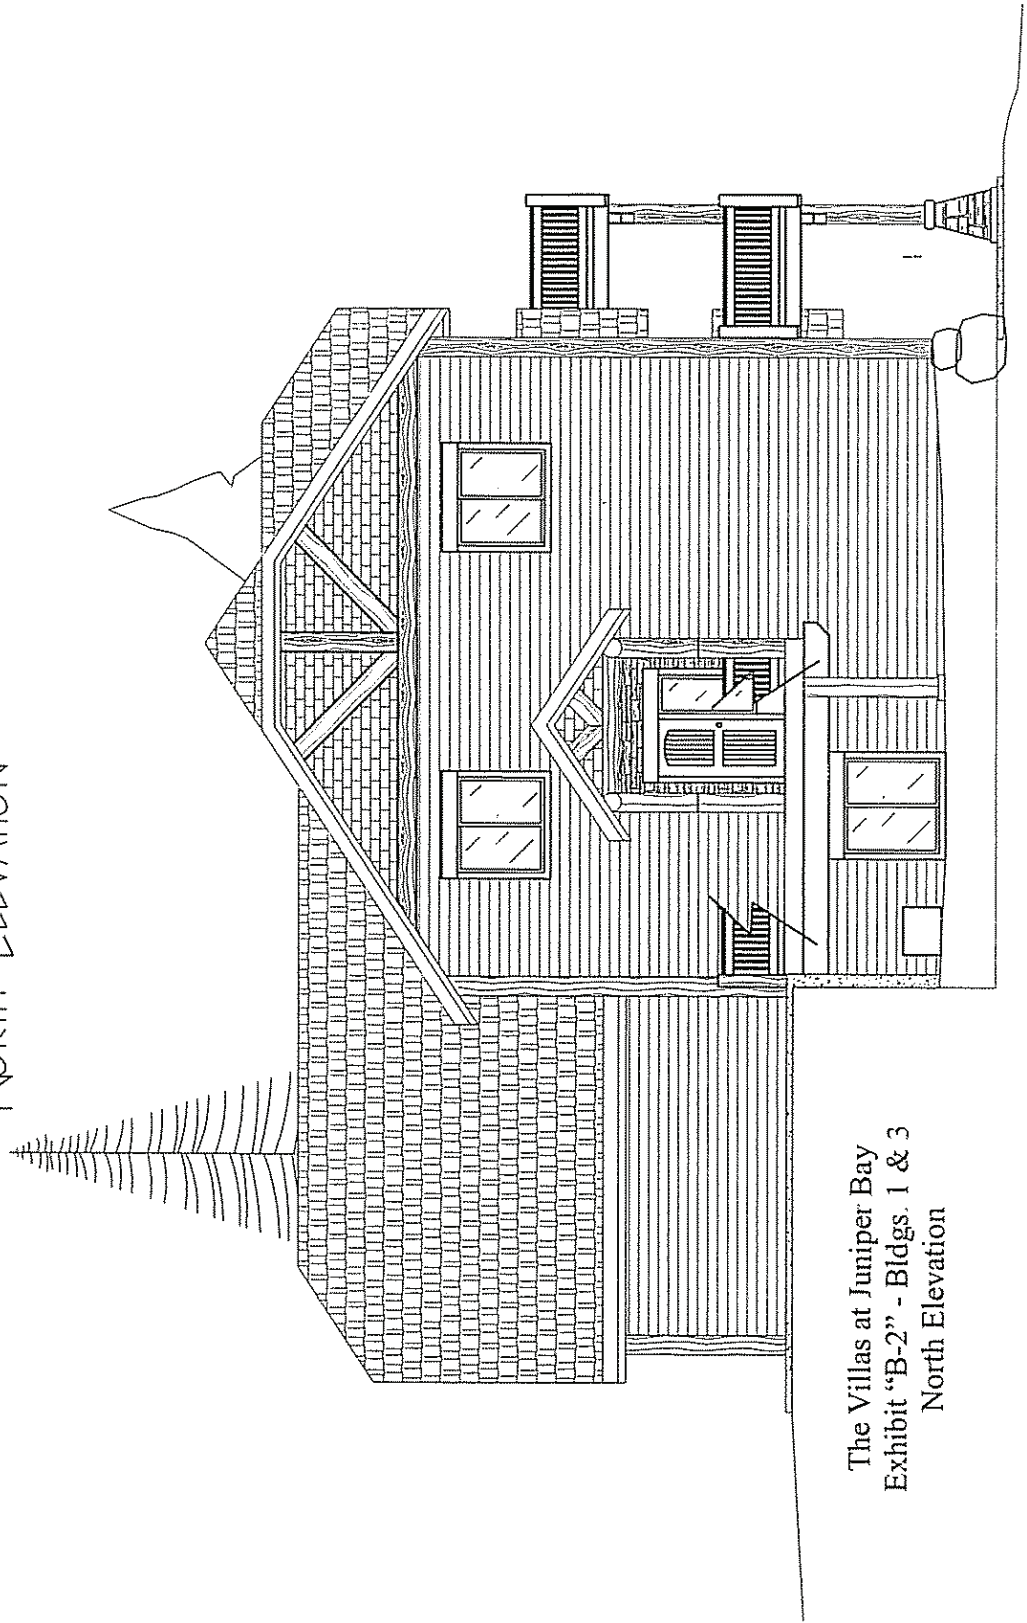 NORTH ELEVATION
The Villas at Juniper Bay
Exhibit “B-2” - Bldgs. 1 & 3
North Elevation